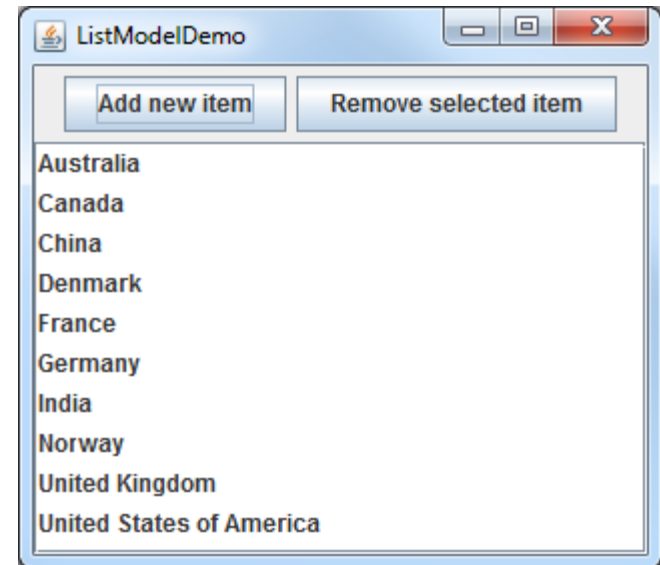 ListModelDemo
Add new item Remove selected item
Australia
Canada
China
Denmark
France
Germany
India
Norway
United Kingdom
United States of America